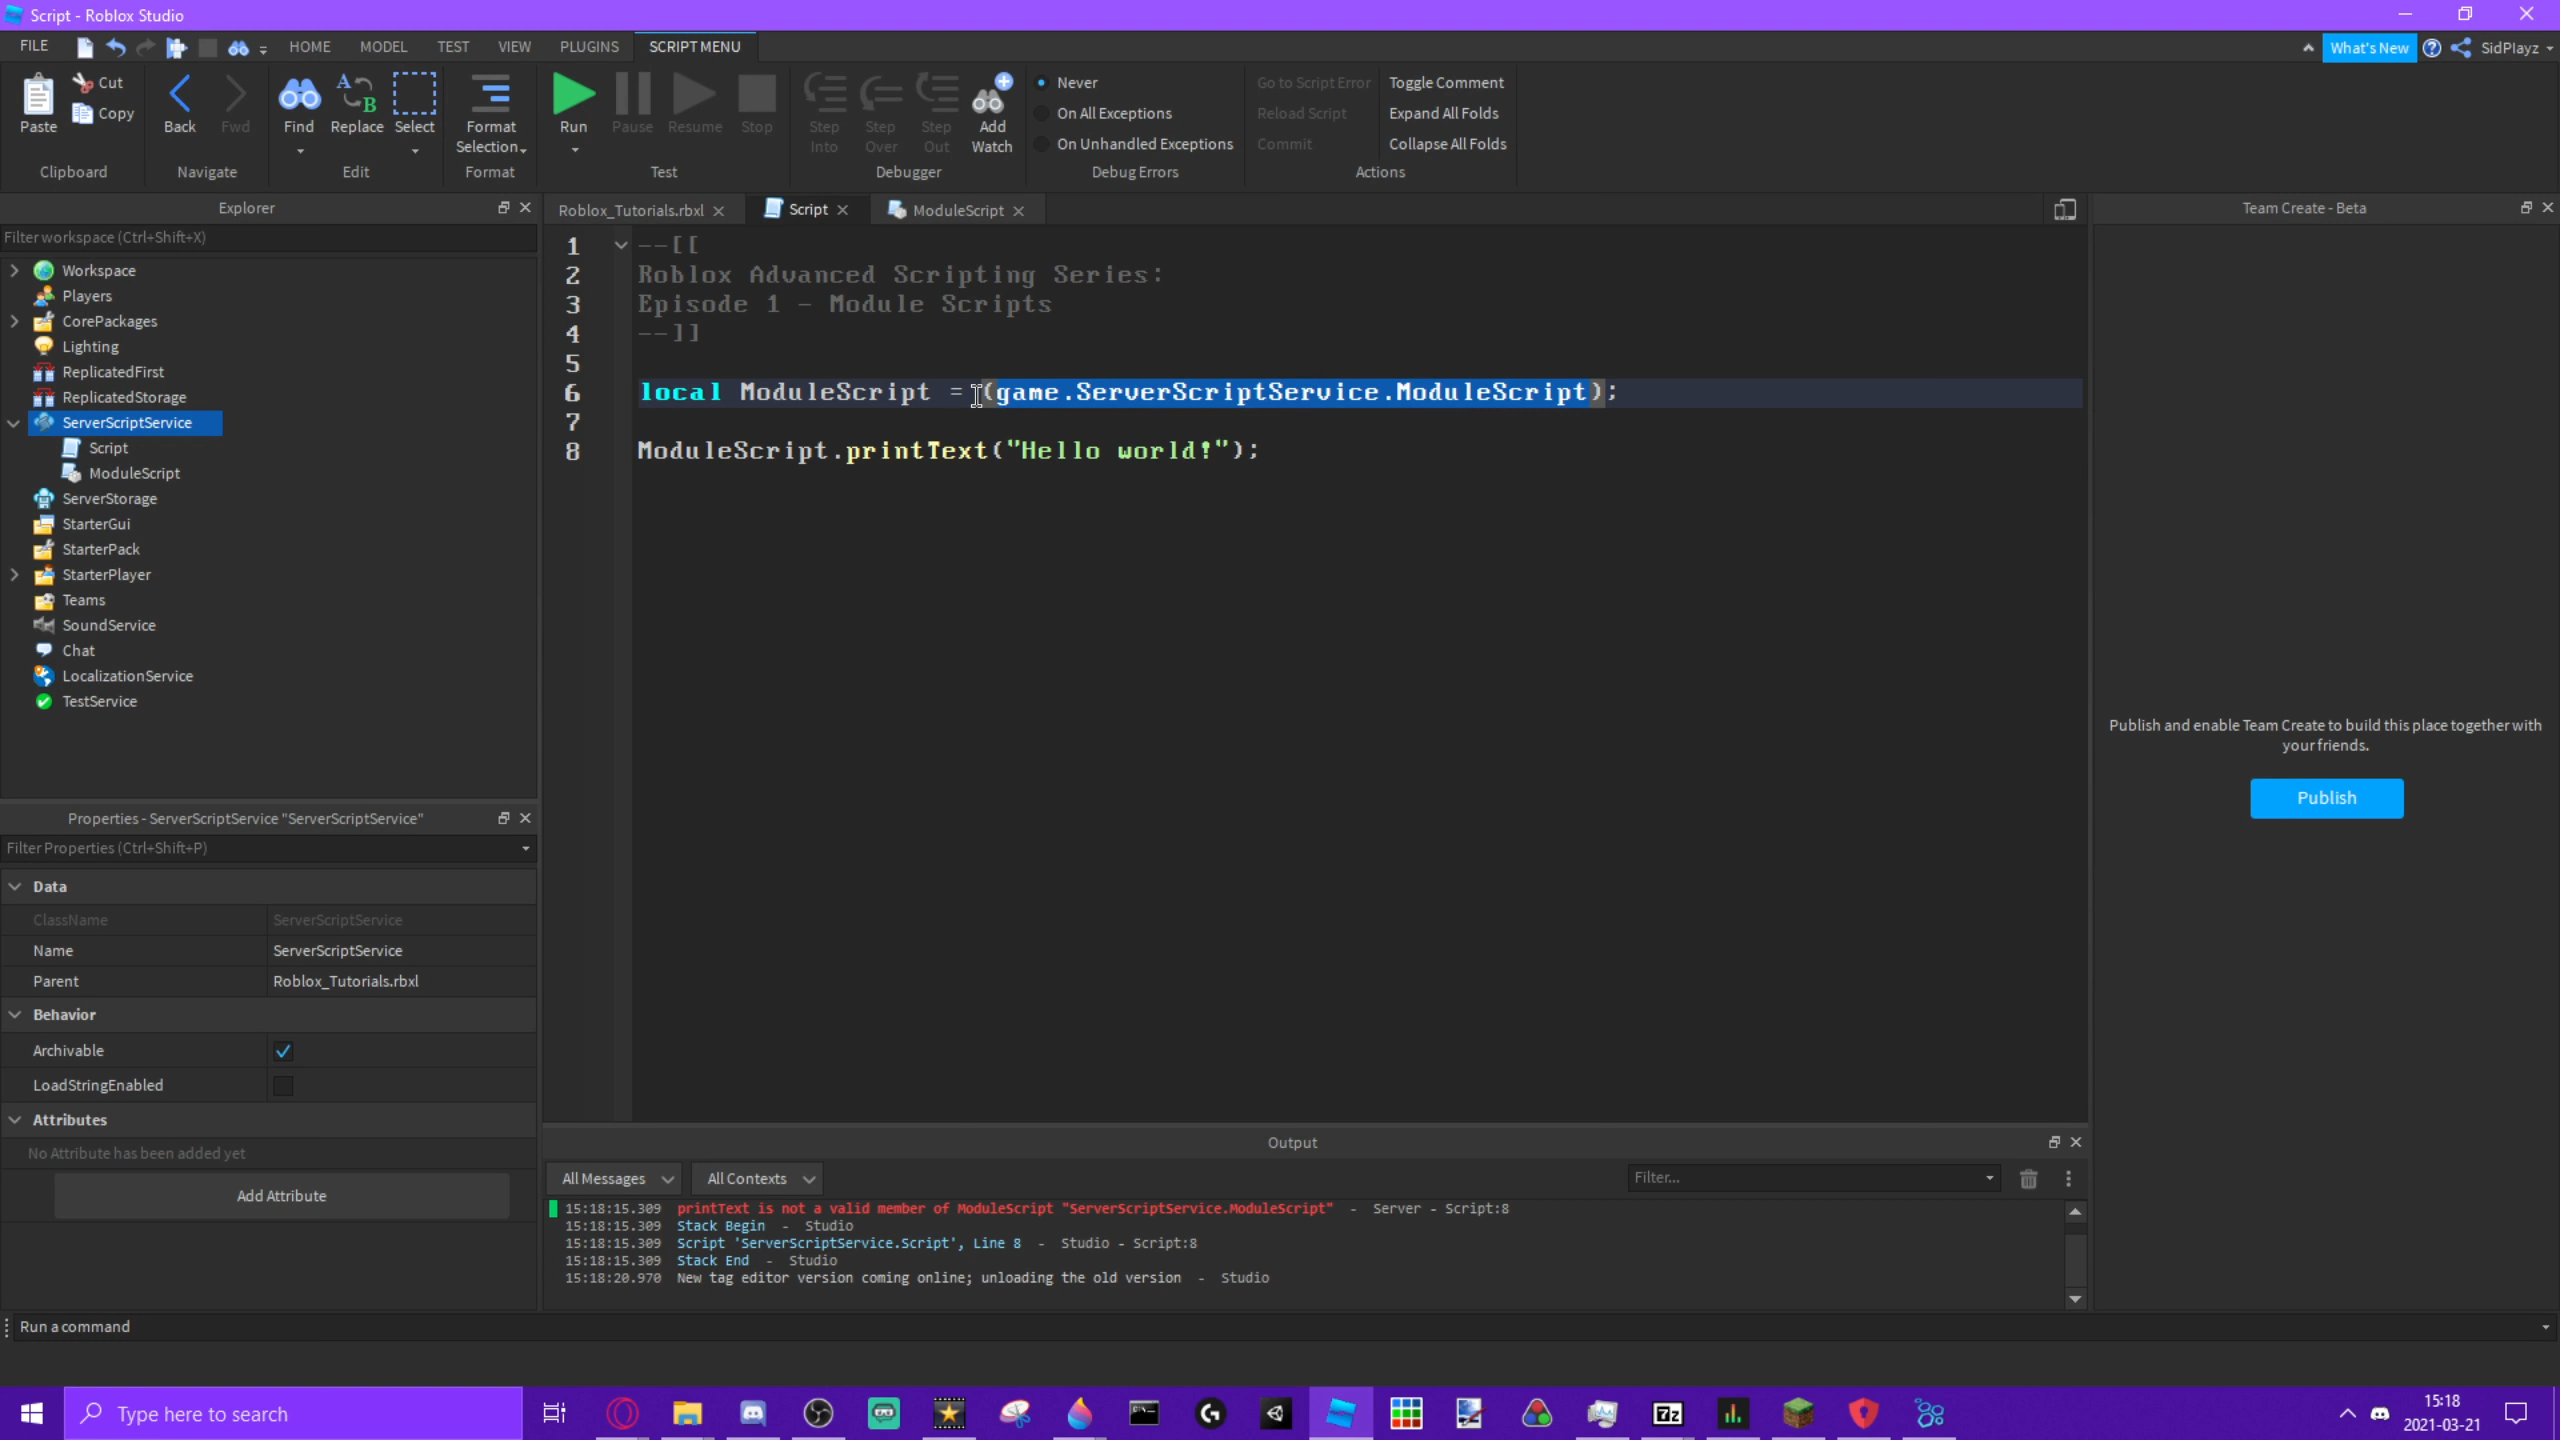 Script - Roblox Studio
FILE HOME MODEL TEST VIEW PLUGINS SCRIPT MENU What's New SidPlayz
Paste Cut Copy Back Fwd Find Replace Select Format Selection Run Pause Resume Stop Step Into Step Over Step Out Add Watch
Never
On All Exceptions
On Unhandled Exceptions
Go to Script Error
Reload Script
Commit
Toggle Comment
Expand All Folds
Collapse All Folds
Clipboard Navigate Edit Format Test Debugger Debug Errors Actions
Explorer
Filter workspace (Ctrl+Shift+X)
Workspace
Players
CorePackages
Lighting
ReplicatedFirst
ReplicatedStorage
ServerScriptService
Script
ModuleScript
ServerStorage
StarterGui
StarterPack
StarterPlayer
Teams
SoundService
Chat
LocalizationService
TestService
Properties - ServerScriptService "ServerScriptService"
Filter Properties (Ctrl+Shift+P)
Data
ClassName ServerScriptService
Name ServerScriptService
Parent Roblox_Tutorials.rbxl
Behavior
Archivable
LoadStringEnabled
Attributes
No Attribute has been added yet
Add Attribute
Roblox_Tutorials.rbxl Script ModuleScript
1 --[[
2 Roblox Advanced Scripting Series:
3 Episode 1 - Module Scripts
4 --]]
5
6 local ModuleScript = (game.ServerScriptService.ModuleScript);
7
8 ModuleScript.printText("Hello world!");
Output
All Messages All Contexts Filter...
15:18:15.309 printText is not a valid member of ModuleScript "ServerScriptService.ModuleScript" - Server - Script:8
15:18:15.309 Stack Begin - Studio
15:18:15.309 Script 'ServerScriptService.Script', Line 8 - Studio - Script:8
15:18:15.309 Stack End - Studio
15:18:20.970 New tag editor version coming online; unloading the old version - Studio
Team Create - Beta
Publish and enable Team Create to build this place together with
your friends.
Publish
Run a command
Type here to search
7z
15:18
2021-03-21